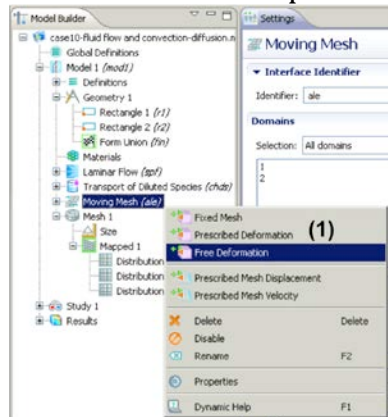 Model Builder
case10-fluid flow and convection-diffusion.n
Global Definitions
Model 1 (mod1)
Definitions
Geometry 1
Rectangle 1 (r1)
Rectangle 2 (r2)
Form Union (fin)
Materials
Laminar Flow (spf)
Transport of Diluted Species (chds)
Moving Mesh (ale)
Mesh 1
Size
Mapped 1
Distribution
Distribution
Distribution
Study 1
Results
Settings
Moving Mesh
Interface Identifier
Identifier: ale
Domains
Selection: All domains
1
2
Fixed Mesh
Prescribed Deformation (1)
Free Deformation
Prescribed Mesh Displacement
Prescribed Mesh Velocity
Delete Delete
Disable
Rename F2
Properties
Dynamic Help F1